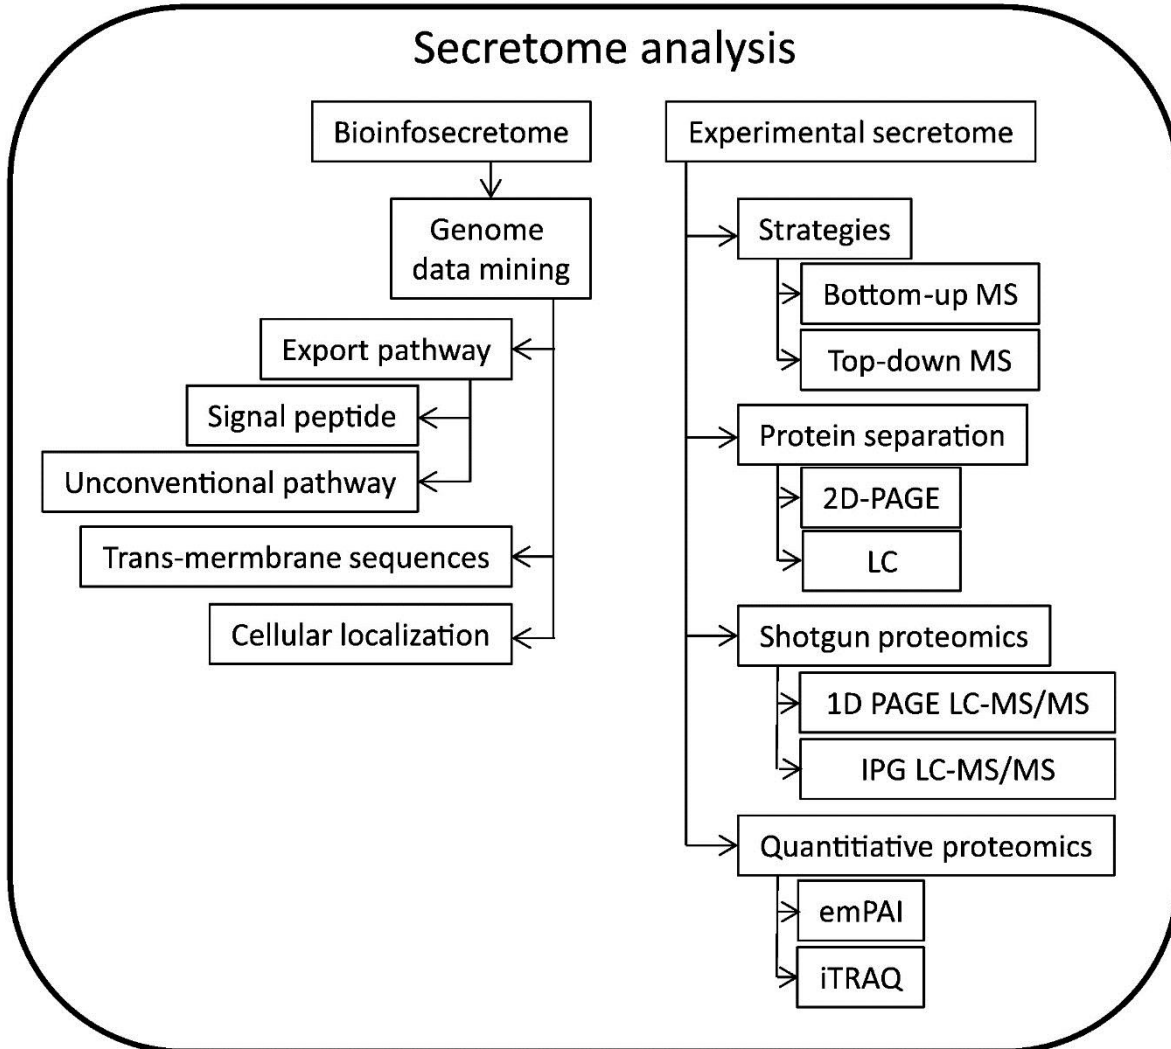 Secretome analysis
Bioinfosecretome
Genome
data mining
Export pathway
Signal peptide
Unconventional pathway
Trans-mermbrane sequences
Cellular localization
Experimental secretome
Strategies
Bottom-up MS
Top-down MS
Protein separation
2D-PAGE
LC
Shotgun proteomics
1D PAGE LC-MS/MS
IPG LC-MS/MS
Quantitiative proteomics
emPAI
iTRAQ